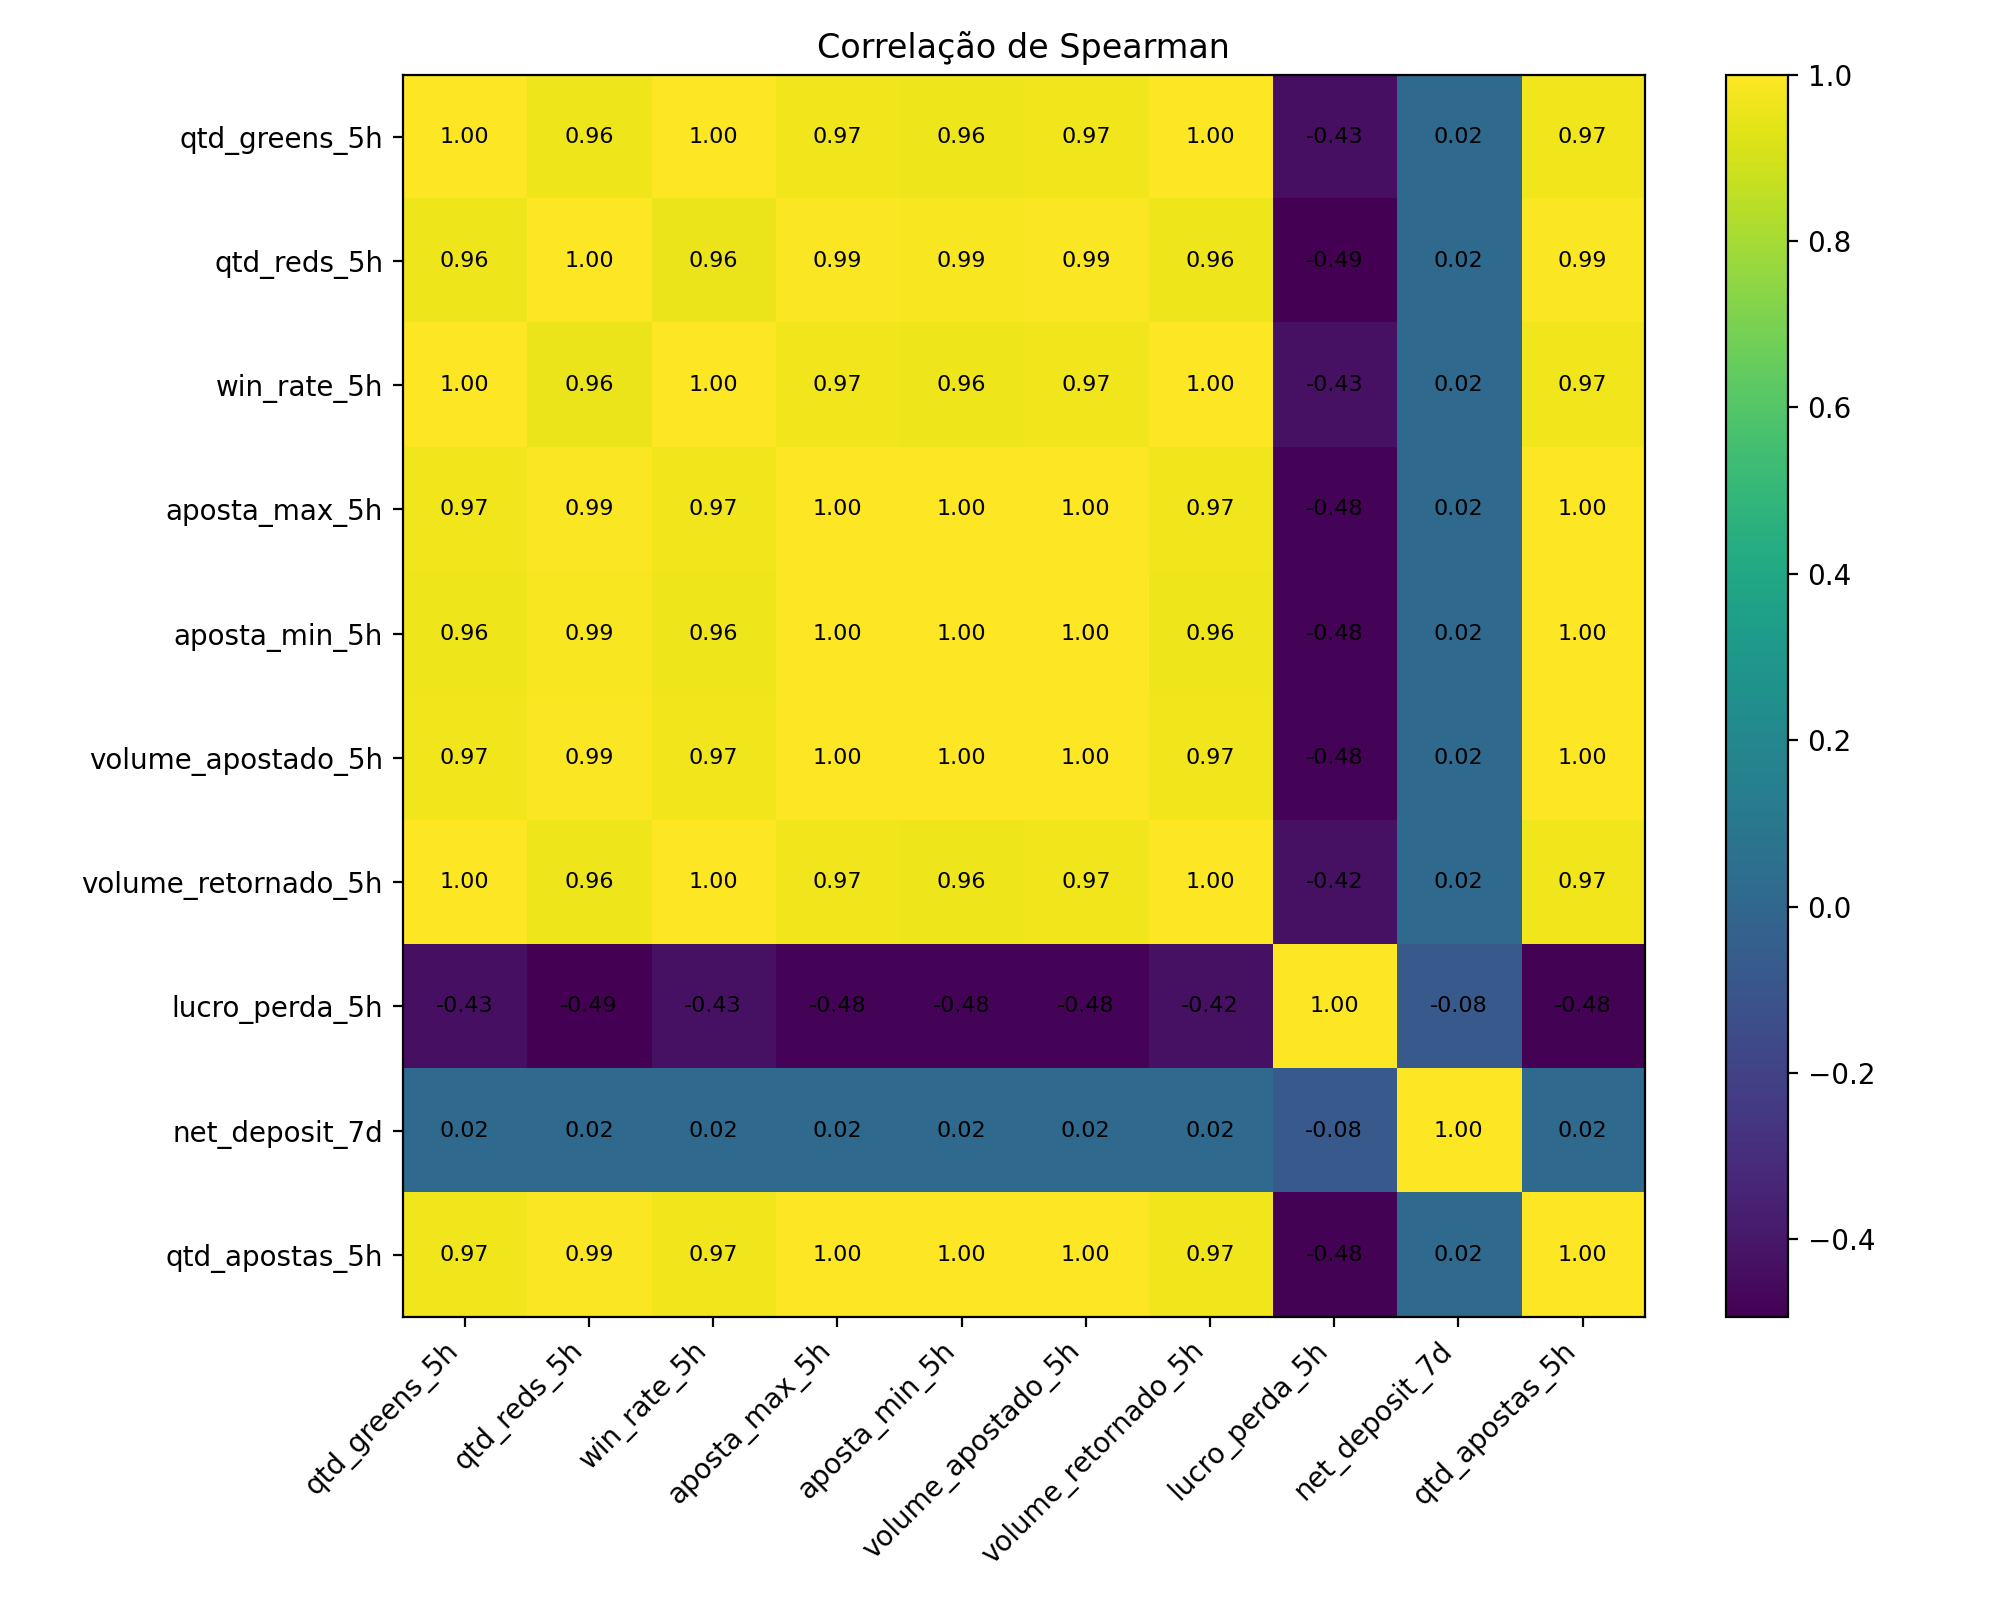 Correlação de Spearman
qtd_greens_5h 1.00 0.96 1.00 0.97 0.96 0.97 1.00 -0.43 0.02 0.97
qtd_reds_5h 0.96 1.00 0.96 0.99 0.99 0.99 0.96 -0.49 0.02 0.99
win_rate_5h 1.00 0.96 1.00 0.97 0.96 0.97 1.00 -0.43 0.02 0.97
aposta_max_5h 0.97 0.99 0.97 1.00 1.00 1.00 0.97 -0.48 0.02 1.00
aposta_min_5h 0.96 0.99 0.96 1.00 1.00 1.00 0.96 -0.48 0.02 1.00
volume_apostado_5h 0.97 0.99 0.97 1.00 1.00 1.00 0.97 -0.48 0.02 1.00
volume_retornado_5h 1.00 0.96 1.00 0.97 0.96 0.97 1.00 -0.42 0.02 0.97
lucro_perda_5h -0.43 -0.49 -0.43 -0.48 -0.48 -0.48 -0.42 1.00 -0.08 -0.48
net_deposit_7d 0.02 0.02 0.02 0.02 0.02 0.02 0.02 -0.08 1.00 0.02
qtd_apostas_5h 0.97 0.99 0.97 1.00 1.00 1.00 0.97 -0.48 0.02 1.00
qtd_greens_5h
qtd_reds_5h
win_rate_5h
aposta_max_5h
aposta_min_5h
volume_apostado_5h
volume_retornado_5h
lucro_perda_5h
net_deposit_7d
qtd_apostas_5h
1.0
0.8
0.6
0.4
0.2
0.0
−0.2
−0.4